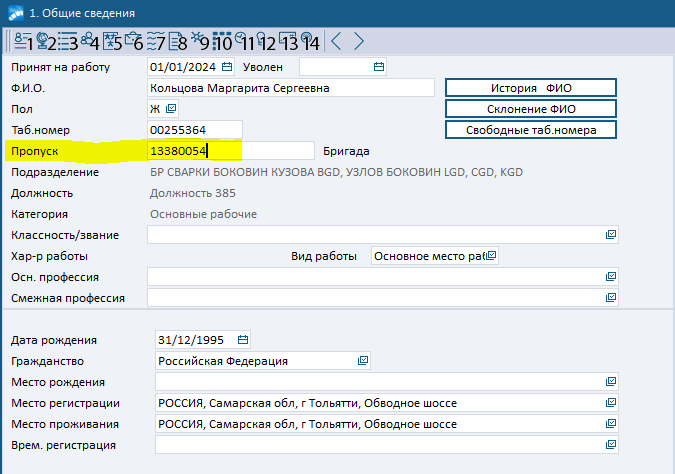 1. Общие сведения
1 2 3 4 5 6 7 8 9 10 11 12 13 14
Принят на работу 01/01/2024 Уволен
Ф.И.О. Кольцова Маргарита Сергеевна История ФИО
Пол Ж Склонение ФИО
Таб.номер 00255364 Свободные таб.номера
Пропуск 13380054 Бригада
Подразделение БР СВАРКИ БОКОВИН КУЗОВА BGD, УЗЛОВ БОКОВИН LGD, CGD, KGD
Должность Должность 385
Категория Основные рабочие
Классность/звание
Хар-р работы Вид работы Основное место раб
Осн. профессия
Смежная профессия
Дата рождения 31/12/1995
Гражданство Российская Федерация
Место рождения
Место регистрации РОССИЯ, Самарская обл, г Тольятти, Обводное шоссе
Место проживания РОССИЯ, Самарская обл, г Тольятти, Обводное шоссе
Врем. регистрация